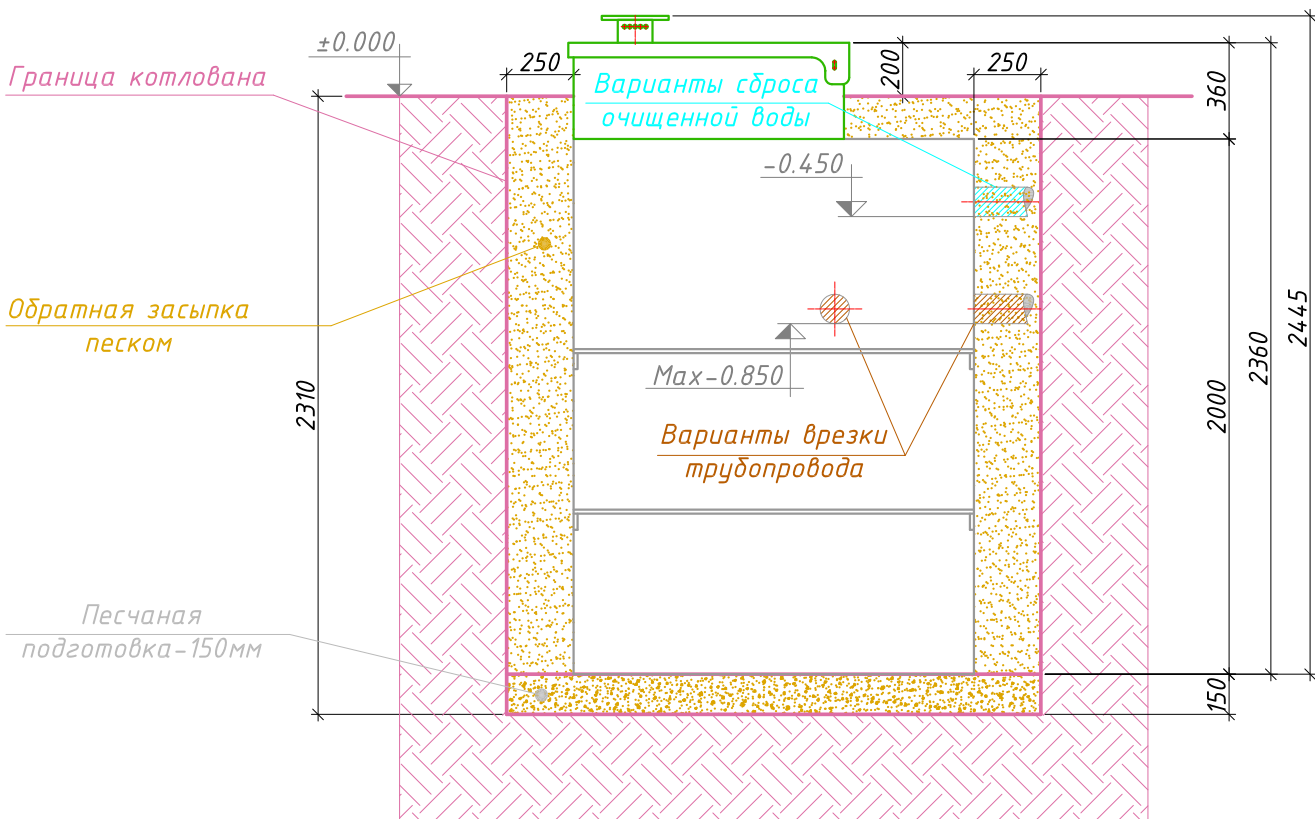 ±0.000
Граница котлована
250
Варианты сброса
очищенной воды
200
250
360
-0.450
Обратная засыпка
песком
2310
Max-0.850
Варианты врезки
трубопровода
2000
2360
2445
Песчаная
подготовка-150мм
150